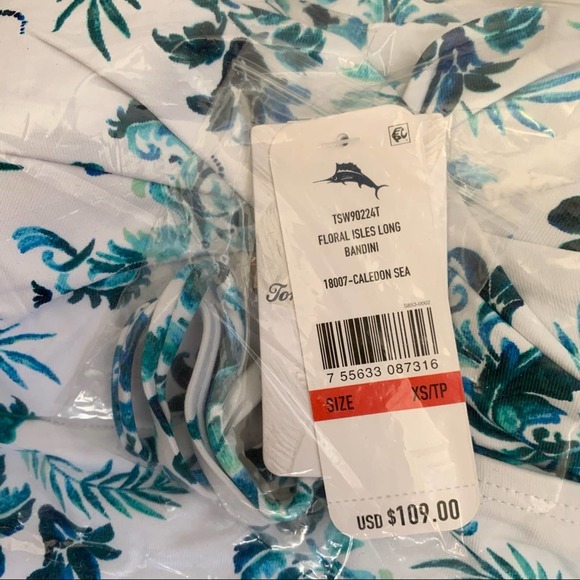 TSW90224T
FLORAL ISLES LONG
BANDINI
18007-CALEDON SEA
7 55633 087316
SIZE XS/TP
USD $109.00